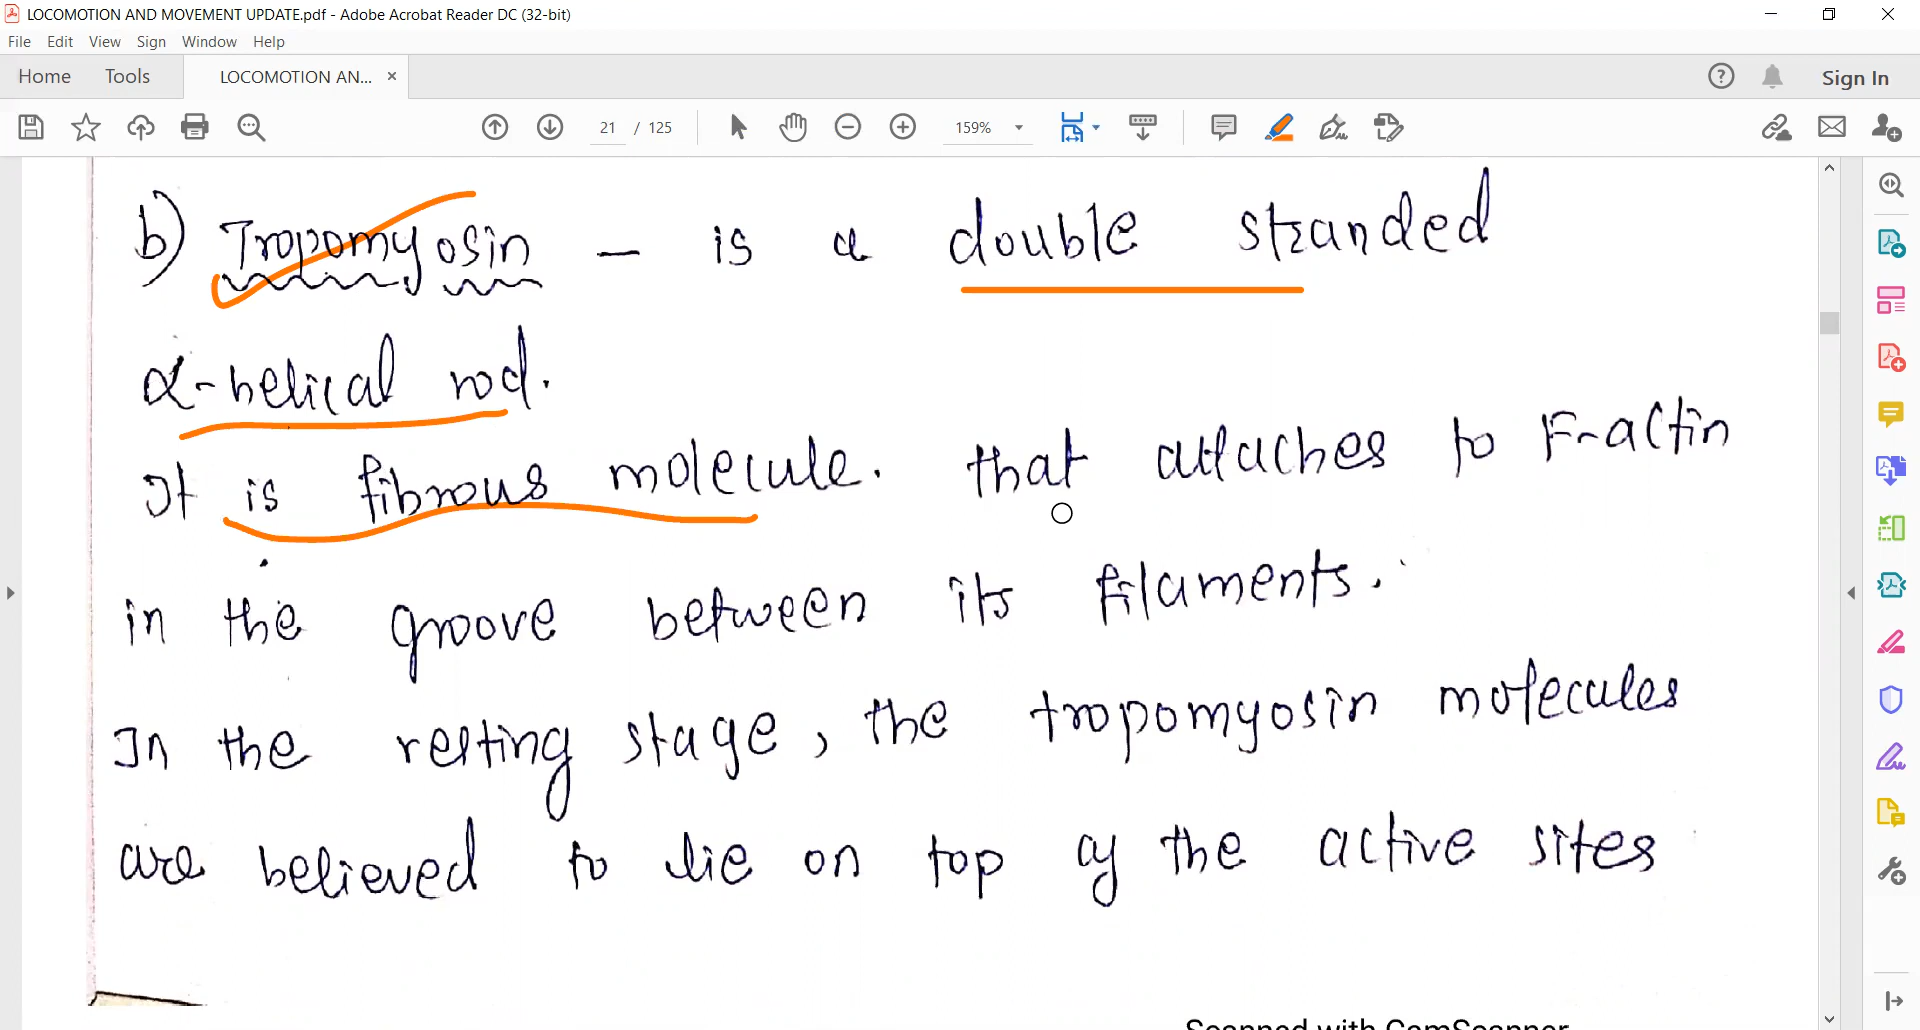 LOCOMOTION AND MOVEMENT UPDATE.pdf - Adobe Acrobat Reader DC (32-bit)
File Edit View Sign Window Help
Home Tools LOCOMOTION AN... × Sign In
21 / 125 159%
b) Tropomyosin – is a double stranded
α-helical rod.
It is fibrous molecule. that attaches to F-actin
in the groove between its filaments.
In the resting stage, the tropomyosin molecules
are believed to lie on top of the active sites
Scanned with CamScanner